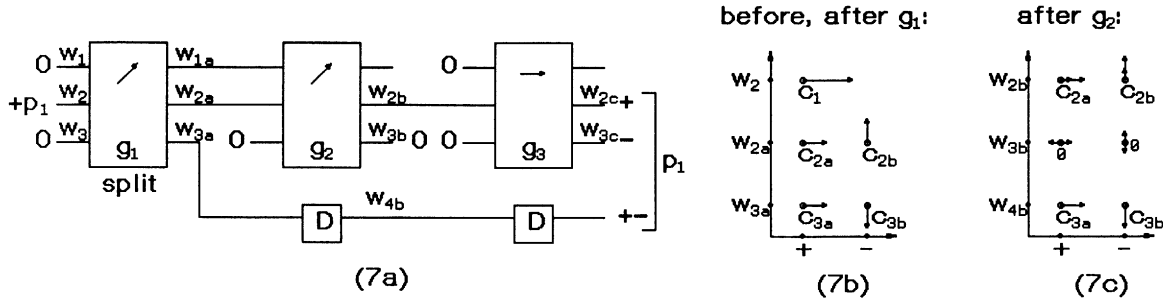 before, after g₁:
after g₂:
0 w₁ w₁ₐ 0
+p₁ w₂ w₂ₐ w₂b w₂c+
0 w₃ w₃ₐ 0 w₃b 0 0 w₃c-
g₁ g₂ g₃
split
p₁
D w₄b D +-
(7a)
w₂ C₁
w₂ₐ C₂ₐ C₂b
w₃ₐ C₃ₐ C₃b
+ -
(7b)
w₂b C₂ₐ C₂b
w₃b 0 0
w₄b C₃ₐ C₃b
+ -
(7c)